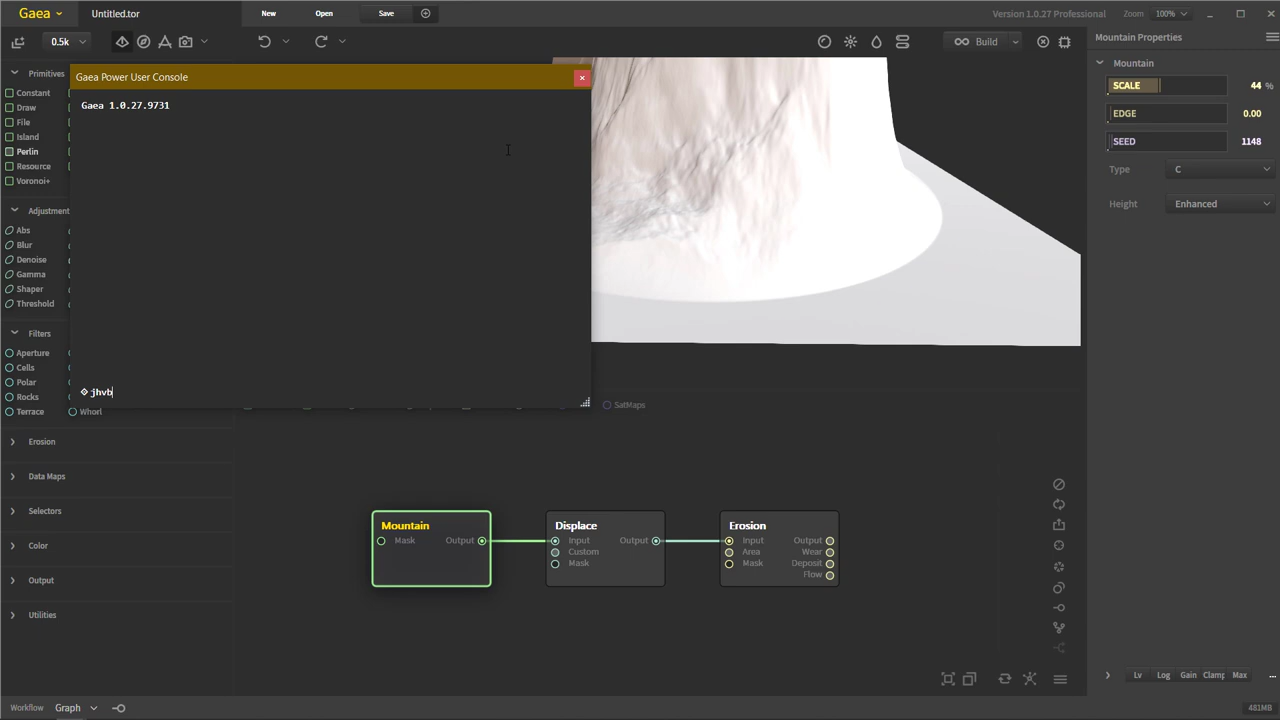 Gaea
Untitled.tor
New
Open
Save
Version 1.0.27 Professional
Zoom
100%
0.5k
Build
Mountain Properties
Primitives
Constant
Draw
File
Island
Perlin
Resource
Voronoi+
Adjustment
Abs
Blur
Denoise
Gamma
Shaper
Threshold
Filters
Aperture
Cells
Polar
Rocks
Terrace
Whorl
Erosion
Data Maps
Selectors
Color
Output
Utilities
Gaea Power User Console
Gaea 1.0.27.9731
jhvb
SatMaps
Mountain
Mask Output
Displace
Input Output
Custom
Mask
Erosion
Input Output
Area Wear
Mask Deposit
Flow
Mountain
SCALE 44 %
EDGE 0.00
SEED 1148
Type C
Height Enhanced
Lv Log Gain Clamp Max ...
Workflow Graph
481MB